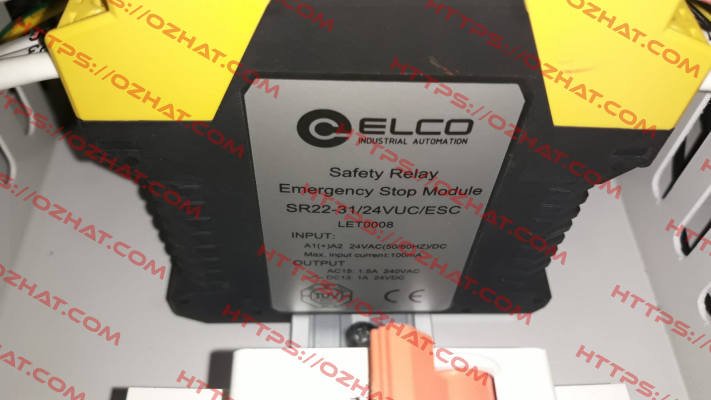 ELCO
INDUSTRIAL AUTOMATION
Safety Relay
Emergency Stop Module
SR22-31/24VUC/ESC
LET0008
INPUT:
A1(+)A2 24VAC(50/60HZ)/DC
Max. input current:100mA
OUTPUT
AC15: 1.5A 240VAC
DC13: 1A 24VDC
TUV CE
HTTPS://OZHAT.COM